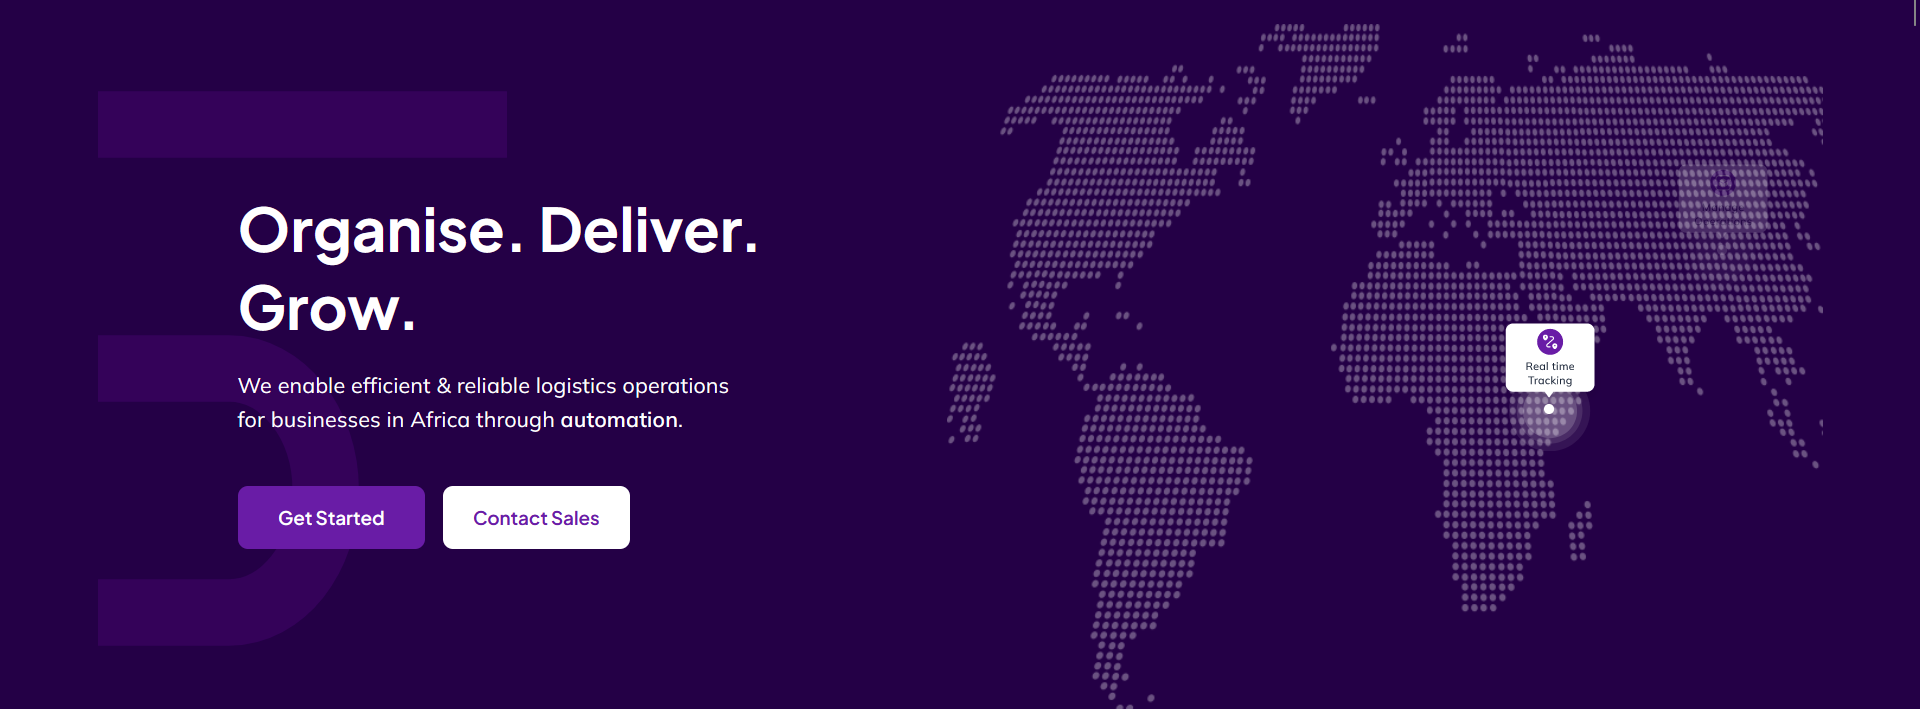 Organise. Deliver.
Grow.
We enable efficient & reliable logistics operations
for businesses in Africa through automation.
Get Started
Contact Sales
Real time
Tracking